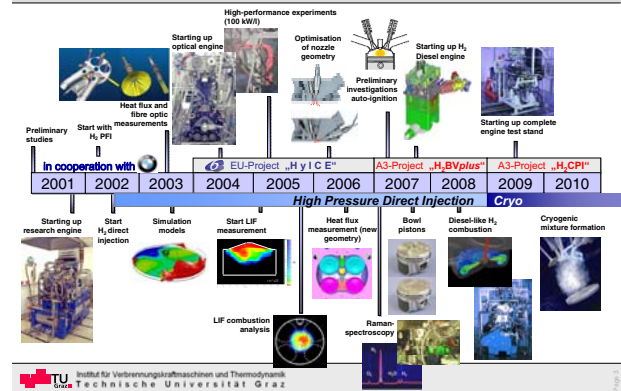 High-performance experiments
(100 kW/l)
Starting up
optical engine
Optimisation
of nozzle
geometry
Starting up H2
Diesel engine
Heat flux and
fibre optic
measurements
Preliminary
investigations
auto-ignition
Starting up complete
engine test stand
Preliminary
studies
Start with
H2 PFI
in cooperation with
EU-Project „H y I C E“
A3-Project „H2BVplus“
A3-Project „H2CPI“
2001 2002 2003 2004 2005 2006 2007 2008 2009 2010
High Pressure Direct Injection
Cryo
Starting up
research engine
Start
H2 direct
injection
Simulation
models
Start LIF
measurement
Heat flux
measurement (new
geometry)
Bowl
pistons
Diesel-like H2
combustion
Cryogenic
mixture formation
LIF combustion
analysis
Raman-
spectroscopy
TU
Graz
Institut für Verbrennungskraftmaschinen und Thermodynamik
Technische Universität Graz